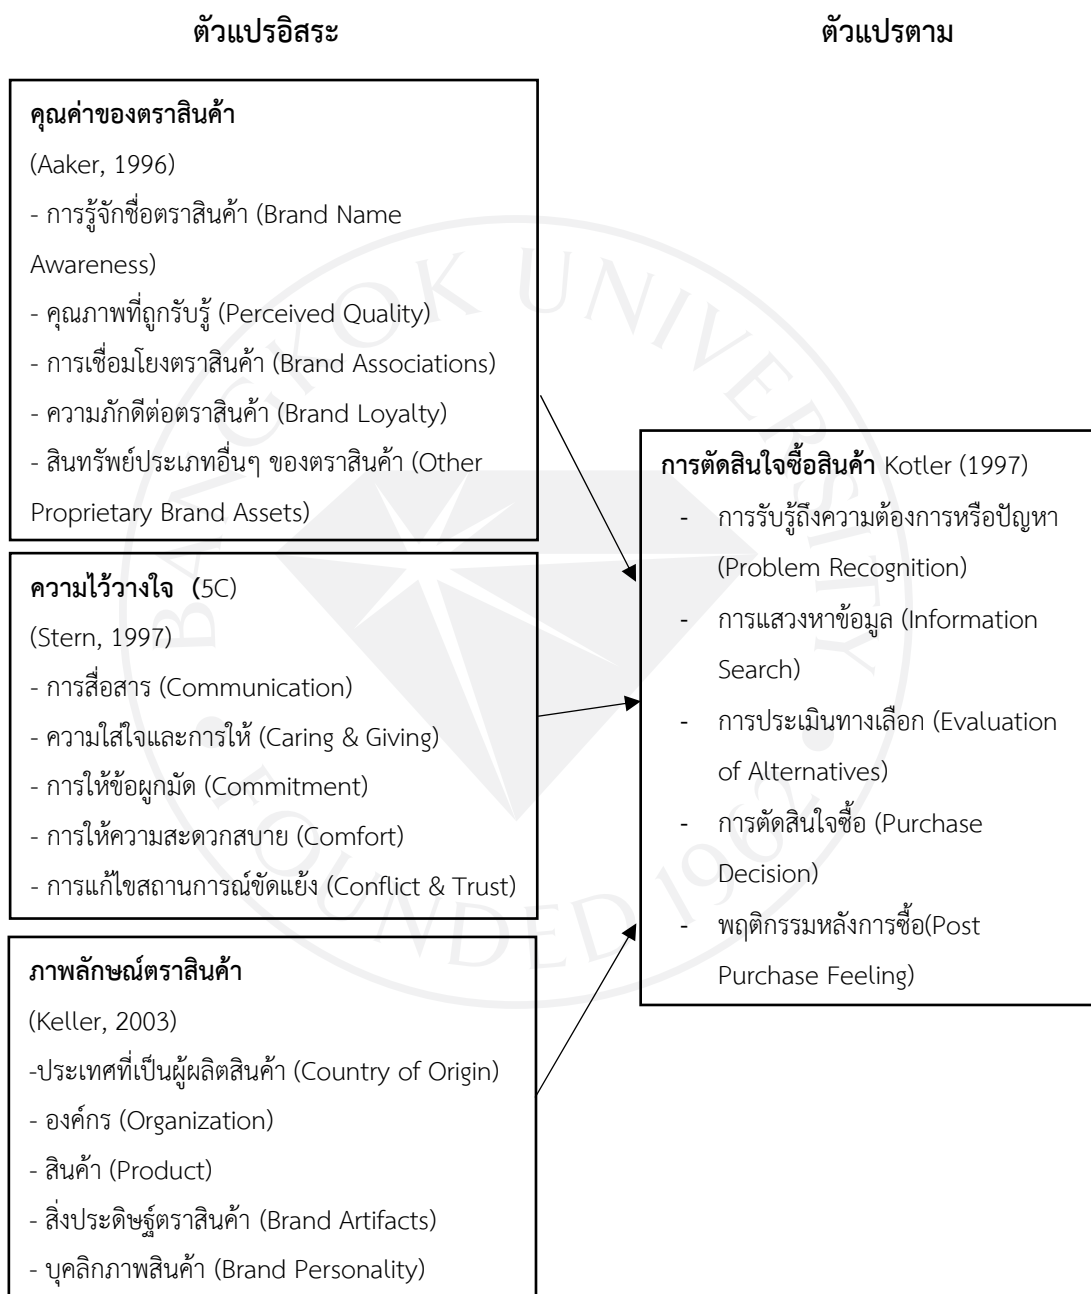 ตัวแปรอิสระ
ตัวแปรตาม
คุณค่าของตราสินค้า
(Aaker, 1996)
- การรู้จักชื่อตราสินค้า (Brand Name
Awareness)
- คุณภาพที่ถูกรับรู้ (Perceived Quality)
- การเชื่อมโยงตราสินค้า (Brand Associations)
- ความภักดีต่อตราสินค้า (Brand Loyalty)
- สินทรัพย์ประเภทอื่นๆ ของตราสินค้า (Other
Proprietary Brand Assets)
ความไว้วางใจ (5C)
(Stern, 1997)
- การสื่อสาร (Communication)
- ความใส่ใจและการให้ (Caring & Giving)
- การให้ข้อผูกมัด (Commitment)
- การให้ความสะดวกสบาย (Comfort)
- การแก้ไขสถานการณ์ขัดแย้ง (Conflict & Trust)
ภาพลักษณ์ตราสินค้า
(Keller, 2003)
-ประเทศที่เป็นผู้ผลิตสินค้า (Country of Origin)
- องค์กร (Organization)
- สินค้า (Product)
- สิ่งประดิษฐ์ตราสินค้า (Brand Artifacts)
- บุคลิกภาพสินค้า (Brand Personality)
การตัดสินใจซื้อสินค้า Kotler (1997)
- การรับรู้ถึงความต้องการหรือปัญหา
(Problem Recognition)
- การแสวงหาข้อมูล (Information
Search)
- การประเมินทางเลือก (Evaluation
of Alternatives)
- การตัดสินใจซื้อ (Purchase
Decision)
- พฤติกรรมหลังการซื้อ(Post
Purchase Feeling)
BANGKOK UNIVERSITY
FOUNDED 1962